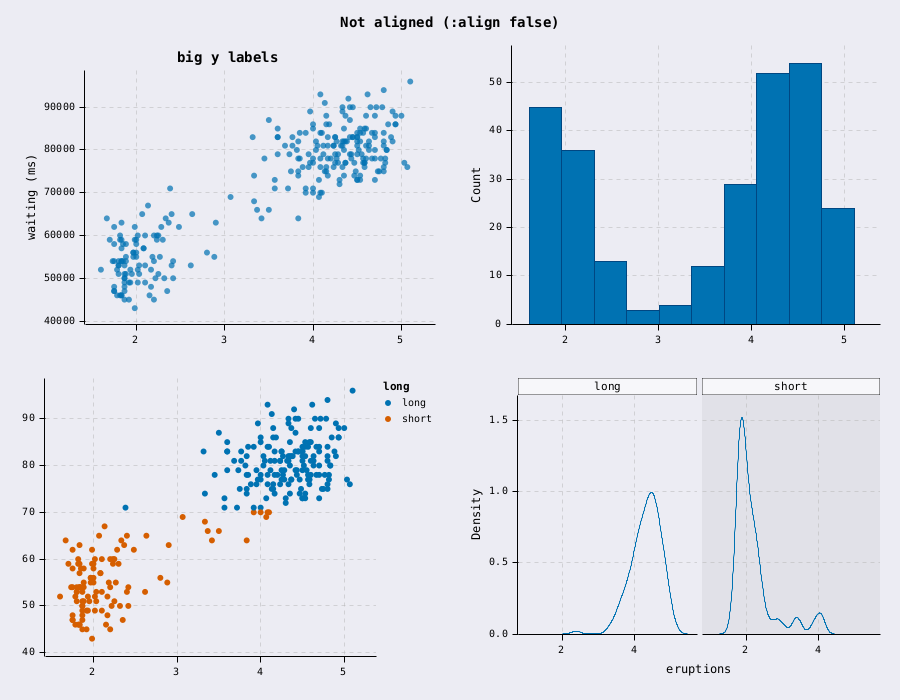 Not aligned (:align false)
big y labels
waiting (ms)
90000
80000
70000
60000
50000
40000
2 3 4 5
Count
50
40
30
20
10
0
2 3 4 5
90
80
70
60
50
40
2 3 4 5
long
long
short
long short
Density
1.5
1.0
0.5
0.0
2 4 2 4
eruptions